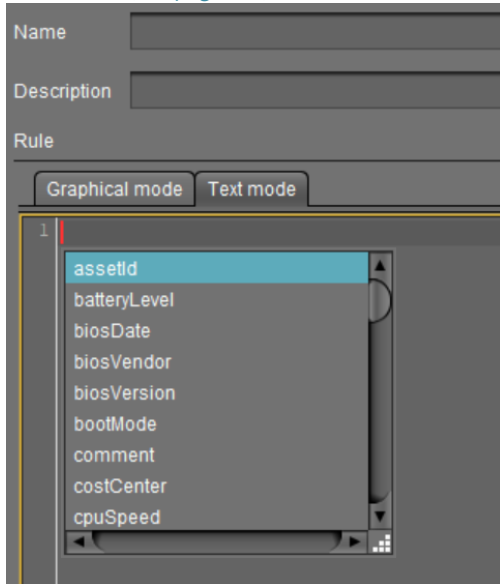 Name
Description
Rule
Graphical mode Text mode
1
assetId
batteryLevel
biosDate
biosVendor
biosVersion
bootMode
comment
costCenter
cpuSpeed